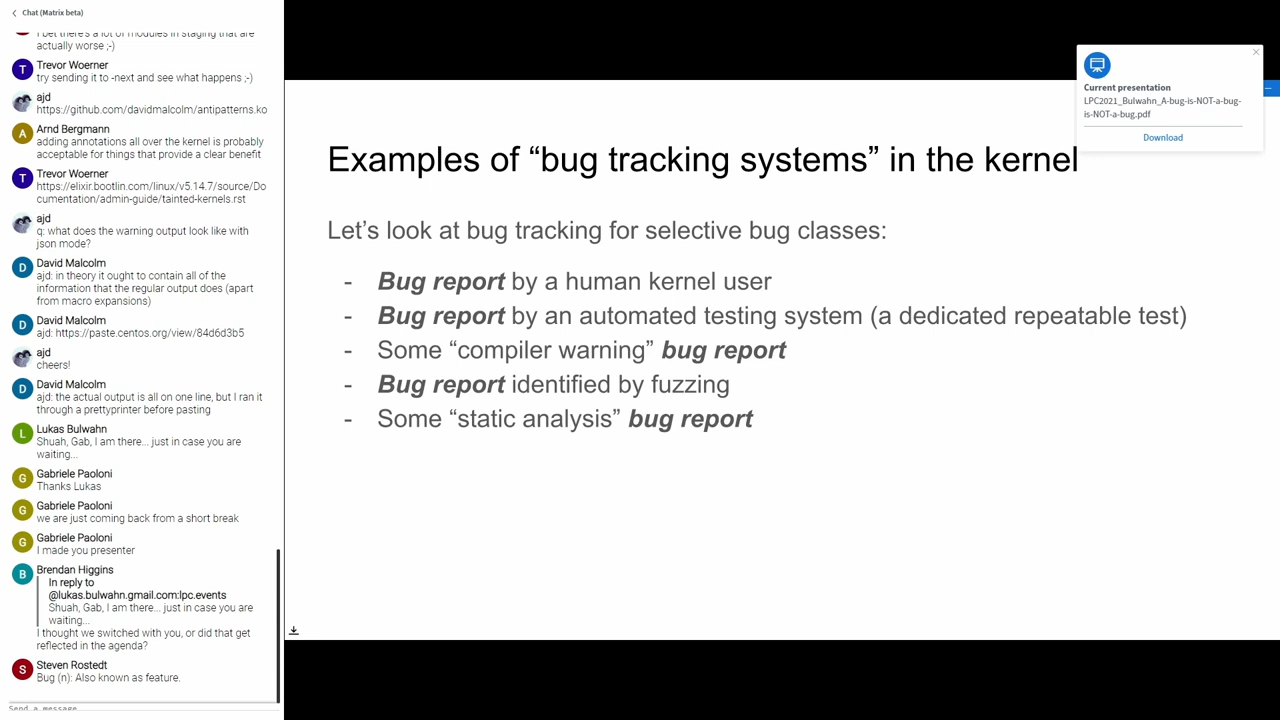 Chat (Matrix beta)
I bet there's a lot of modules in staging that are
actually worse ;-)
Trevor Woerner
try sending it to -next and see what happens ;-)
ajd
https://github.com/davidmalcolm/antipatterns.ko
Arnd Bergmann
adding annotations all over the kernel is probably
acceptable for things that provide a clear benefit
Trevor Woerner
https://elixir.bootlin.com/linux/v5.14.7/source/Do
cumentation/admin-guide/tainted-kernels.rst
ajd
q: what does the warning output look like with
json mode?
David Malcolm
ajd: in theory it ought to contain all of the
information that the regular output does (apart
from macro expansions)
David Malcolm
ajd: https://paste.centos.org/view/84d6d3b5
ajd
cheers!
David Malcolm
ajd: the actual output is all on one line, but I ran it
through a prettyprinter before pasting
Lukas Bulwahn
Shuah, Gab, I am there... just in case you are
waiting...
Gabriele Paoloni
Thanks Lukas
Gabriele Paoloni
we are just coming back from a short break
Gabriele Paoloni
I made you presenter
Brendan Higgins
In reply to
@lukas.bulwahn.gmail.com:lpc.events
Shuah, Gab, I am there... just in case you are
waiting...
I thought we switched with you, or did that get
reflected in the agenda?
Steven Rostedt
Bug (n): Also known as feature.
Send a message
Examples of “bug tracking systems” in the kernel
Let’s look at bug tracking for selective bug classes:
- Bug report by a human kernel user
- Bug report by an automated testing system (a dedicated repeatable test)
- Some “compiler warning” bug report
- Bug report identified by fuzzing
- Some “static analysis” bug report
Current presentation
LPC2021_Bulwahn_A-bug-is-NOT-a-bug-
is-NOT-a-bug.pdf
Download
T
A
T
D
D
D
L
G
G
G
B
S